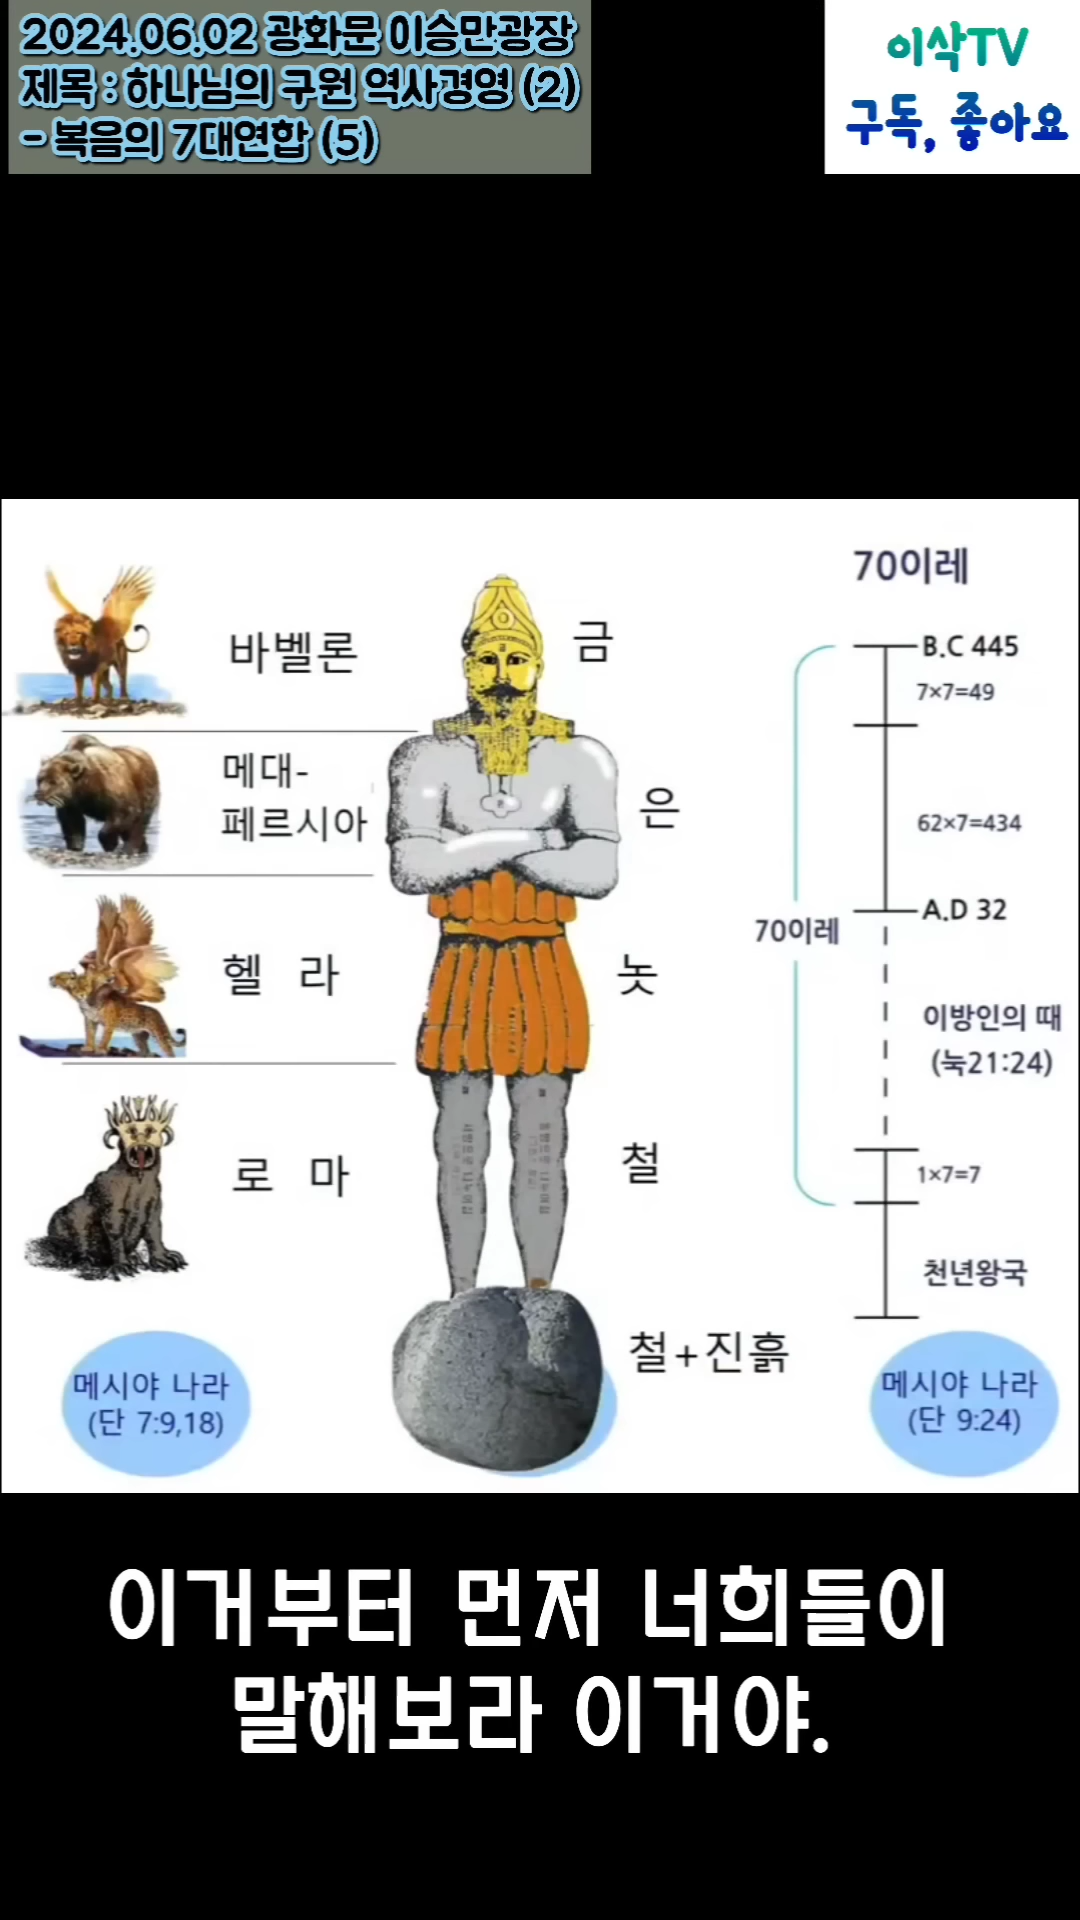 2024.06.02 광화문 이승만광장
제목 : 하나님의 구원 역사경영 (2)
- 복음의 7대연합 (5)
이삭TV
구독, 좋아요
70이레
바벨론
금
B.C 445
7×7=49
메대-
페르시아
은
62×7=434
A.D 32
70이레
헬 라
놋
이방인의 때
(눅21:24)
로 마
철
1×7=7
천년왕국
철+진흙
메시야 나라
(단 7:9,18)
메시야 나라
(단 9:24)
이거부터 먼저 너희들이
말해보라 이거야.